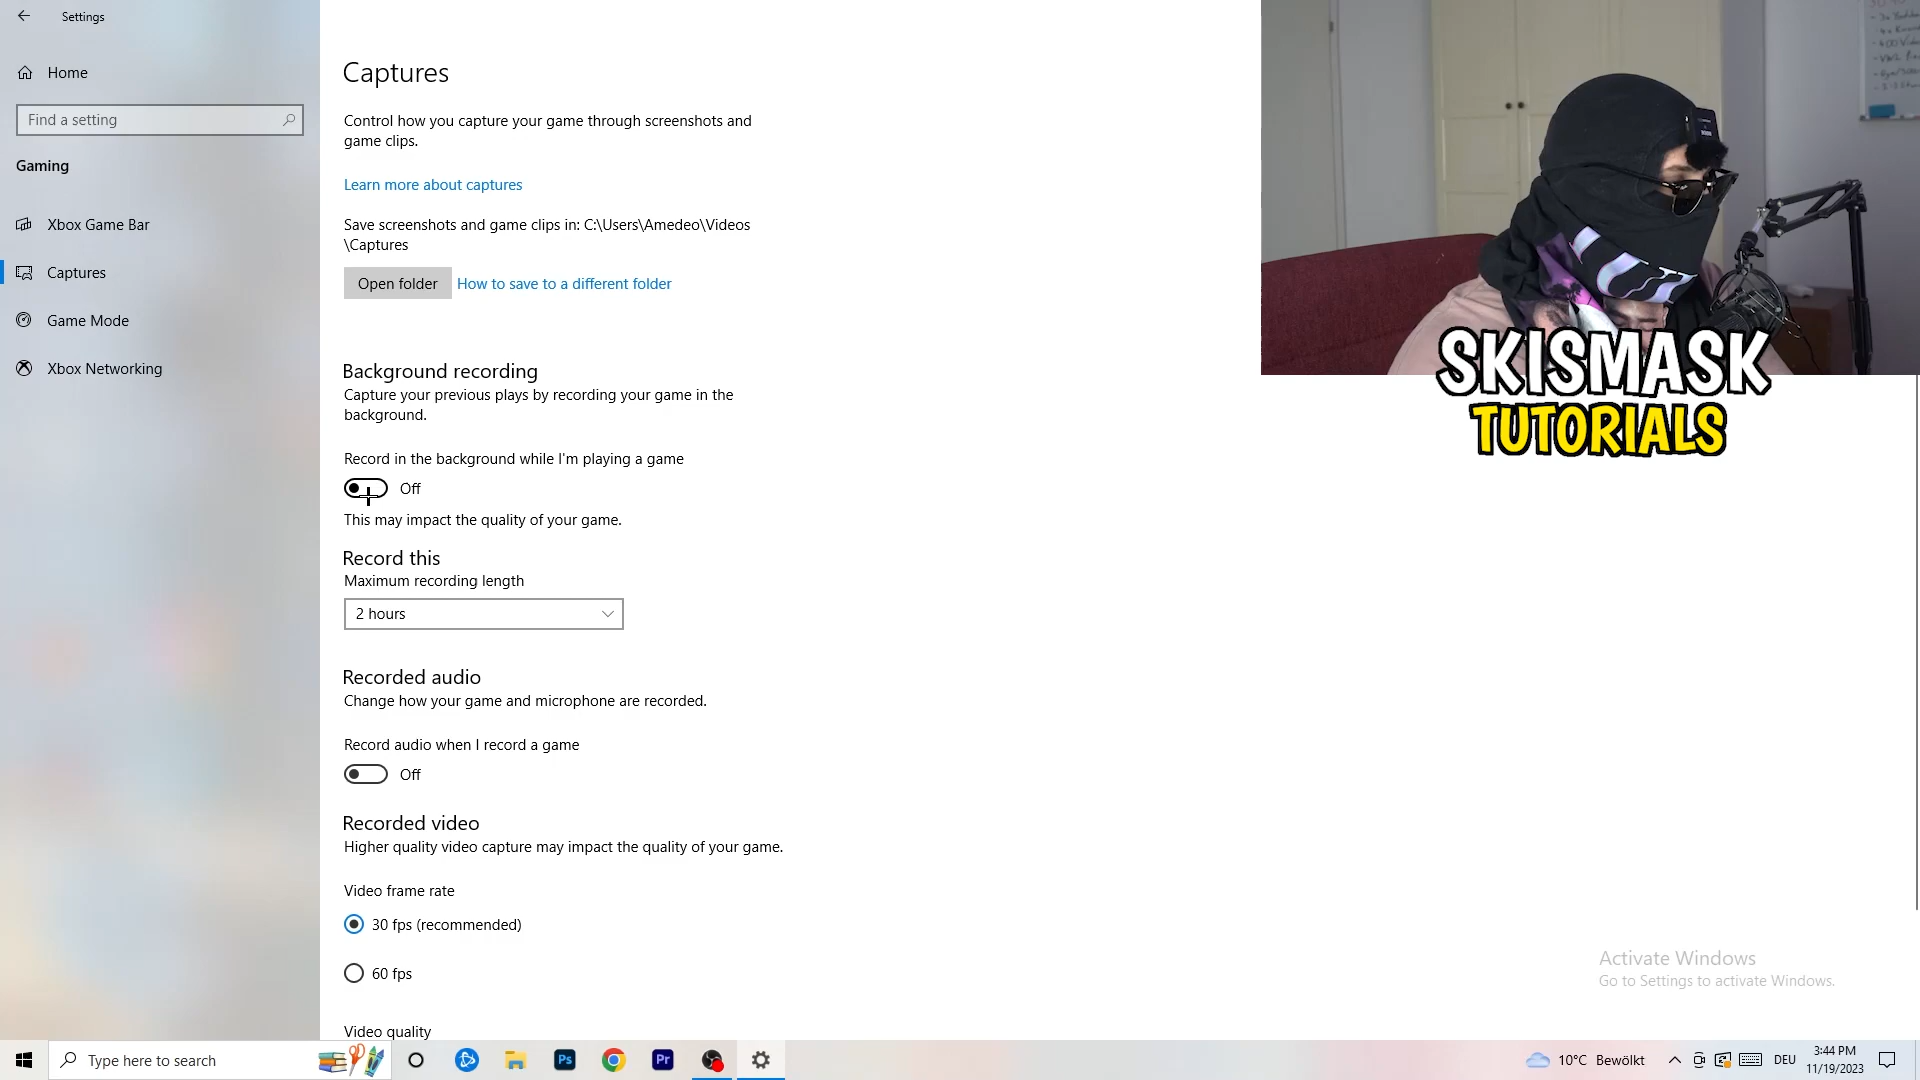 Settings
Home
Find a setting
Gaming
Xbox Game Bar
Captures
Game Mode
Xbox Networking
Captures
Control how you capture your game through screenshots and
game clips.
Learn more about captures
Save screenshots and game clips in: C:\Users\Amedeo\Videos
\Captures
Open folder
How to save to a different folder
Background recording
Capture your previous plays by recording your game in the
background.
Record in the background while I'm playing a game
Off
This may impact the quality of your game.
Record this
Maximum recording length
2 hours
Recorded audio
Change how your game and microphone are recorded.
Record audio when I record a game
Off
Recorded video
Higher quality video capture may impact the quality of your game.
Video frame rate
30 fps (recommended)
60 fps
Video quality
SKISMASK
TUTORIALS
Activate Windows
Go to Settings to activate Windows.
Type here to search
Ps
Pr
10°C Bewölkt
DEU
3:44 PM
11/19/2023